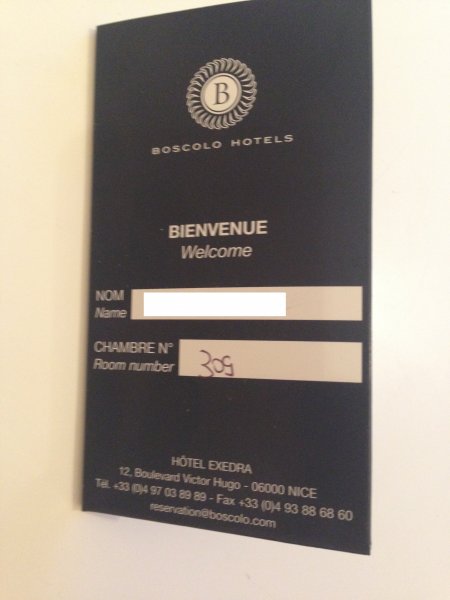 B
BOSCOLO HOTELS
BIENVENUE
Welcome
NOM
Name
CHAMBRE N°
Room number
309
HÔTEL EXEDRA
12, Boulevard Victor Hugo - 06000 NICE
Tél. +33 (0)4 97 03 89 89 - Fax +33 (0)4 93 88 68 60
reservation@boscolo.com